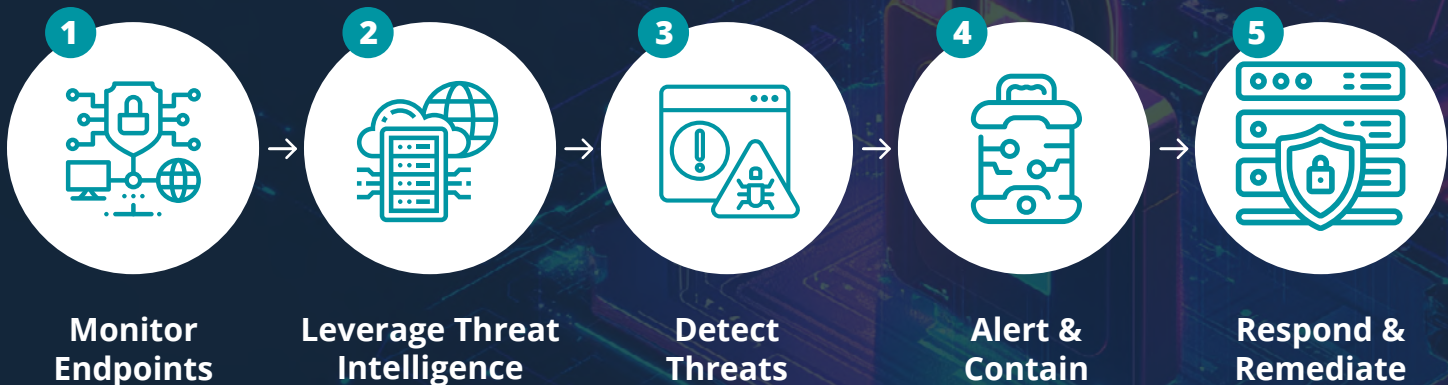 1
2
3
4
5
Monitor
Endpoints
Leverage Threat
Intelligence
Detect
Threats
Alert &
Contain
Respond &
Remediate